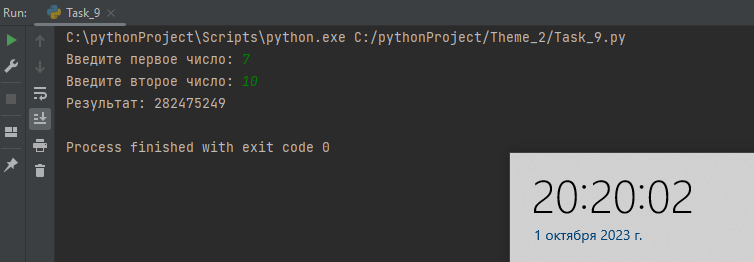 Run: Task_9
C:\pythonProject\Scripts\python.exe C:/pythonProject/Theme_2/Task_9.py
Введите первое число: 7
Введите второе число: 10
Результат: 282475249
Process finished with exit code 0
20:20:02
1 октября 2023 г.